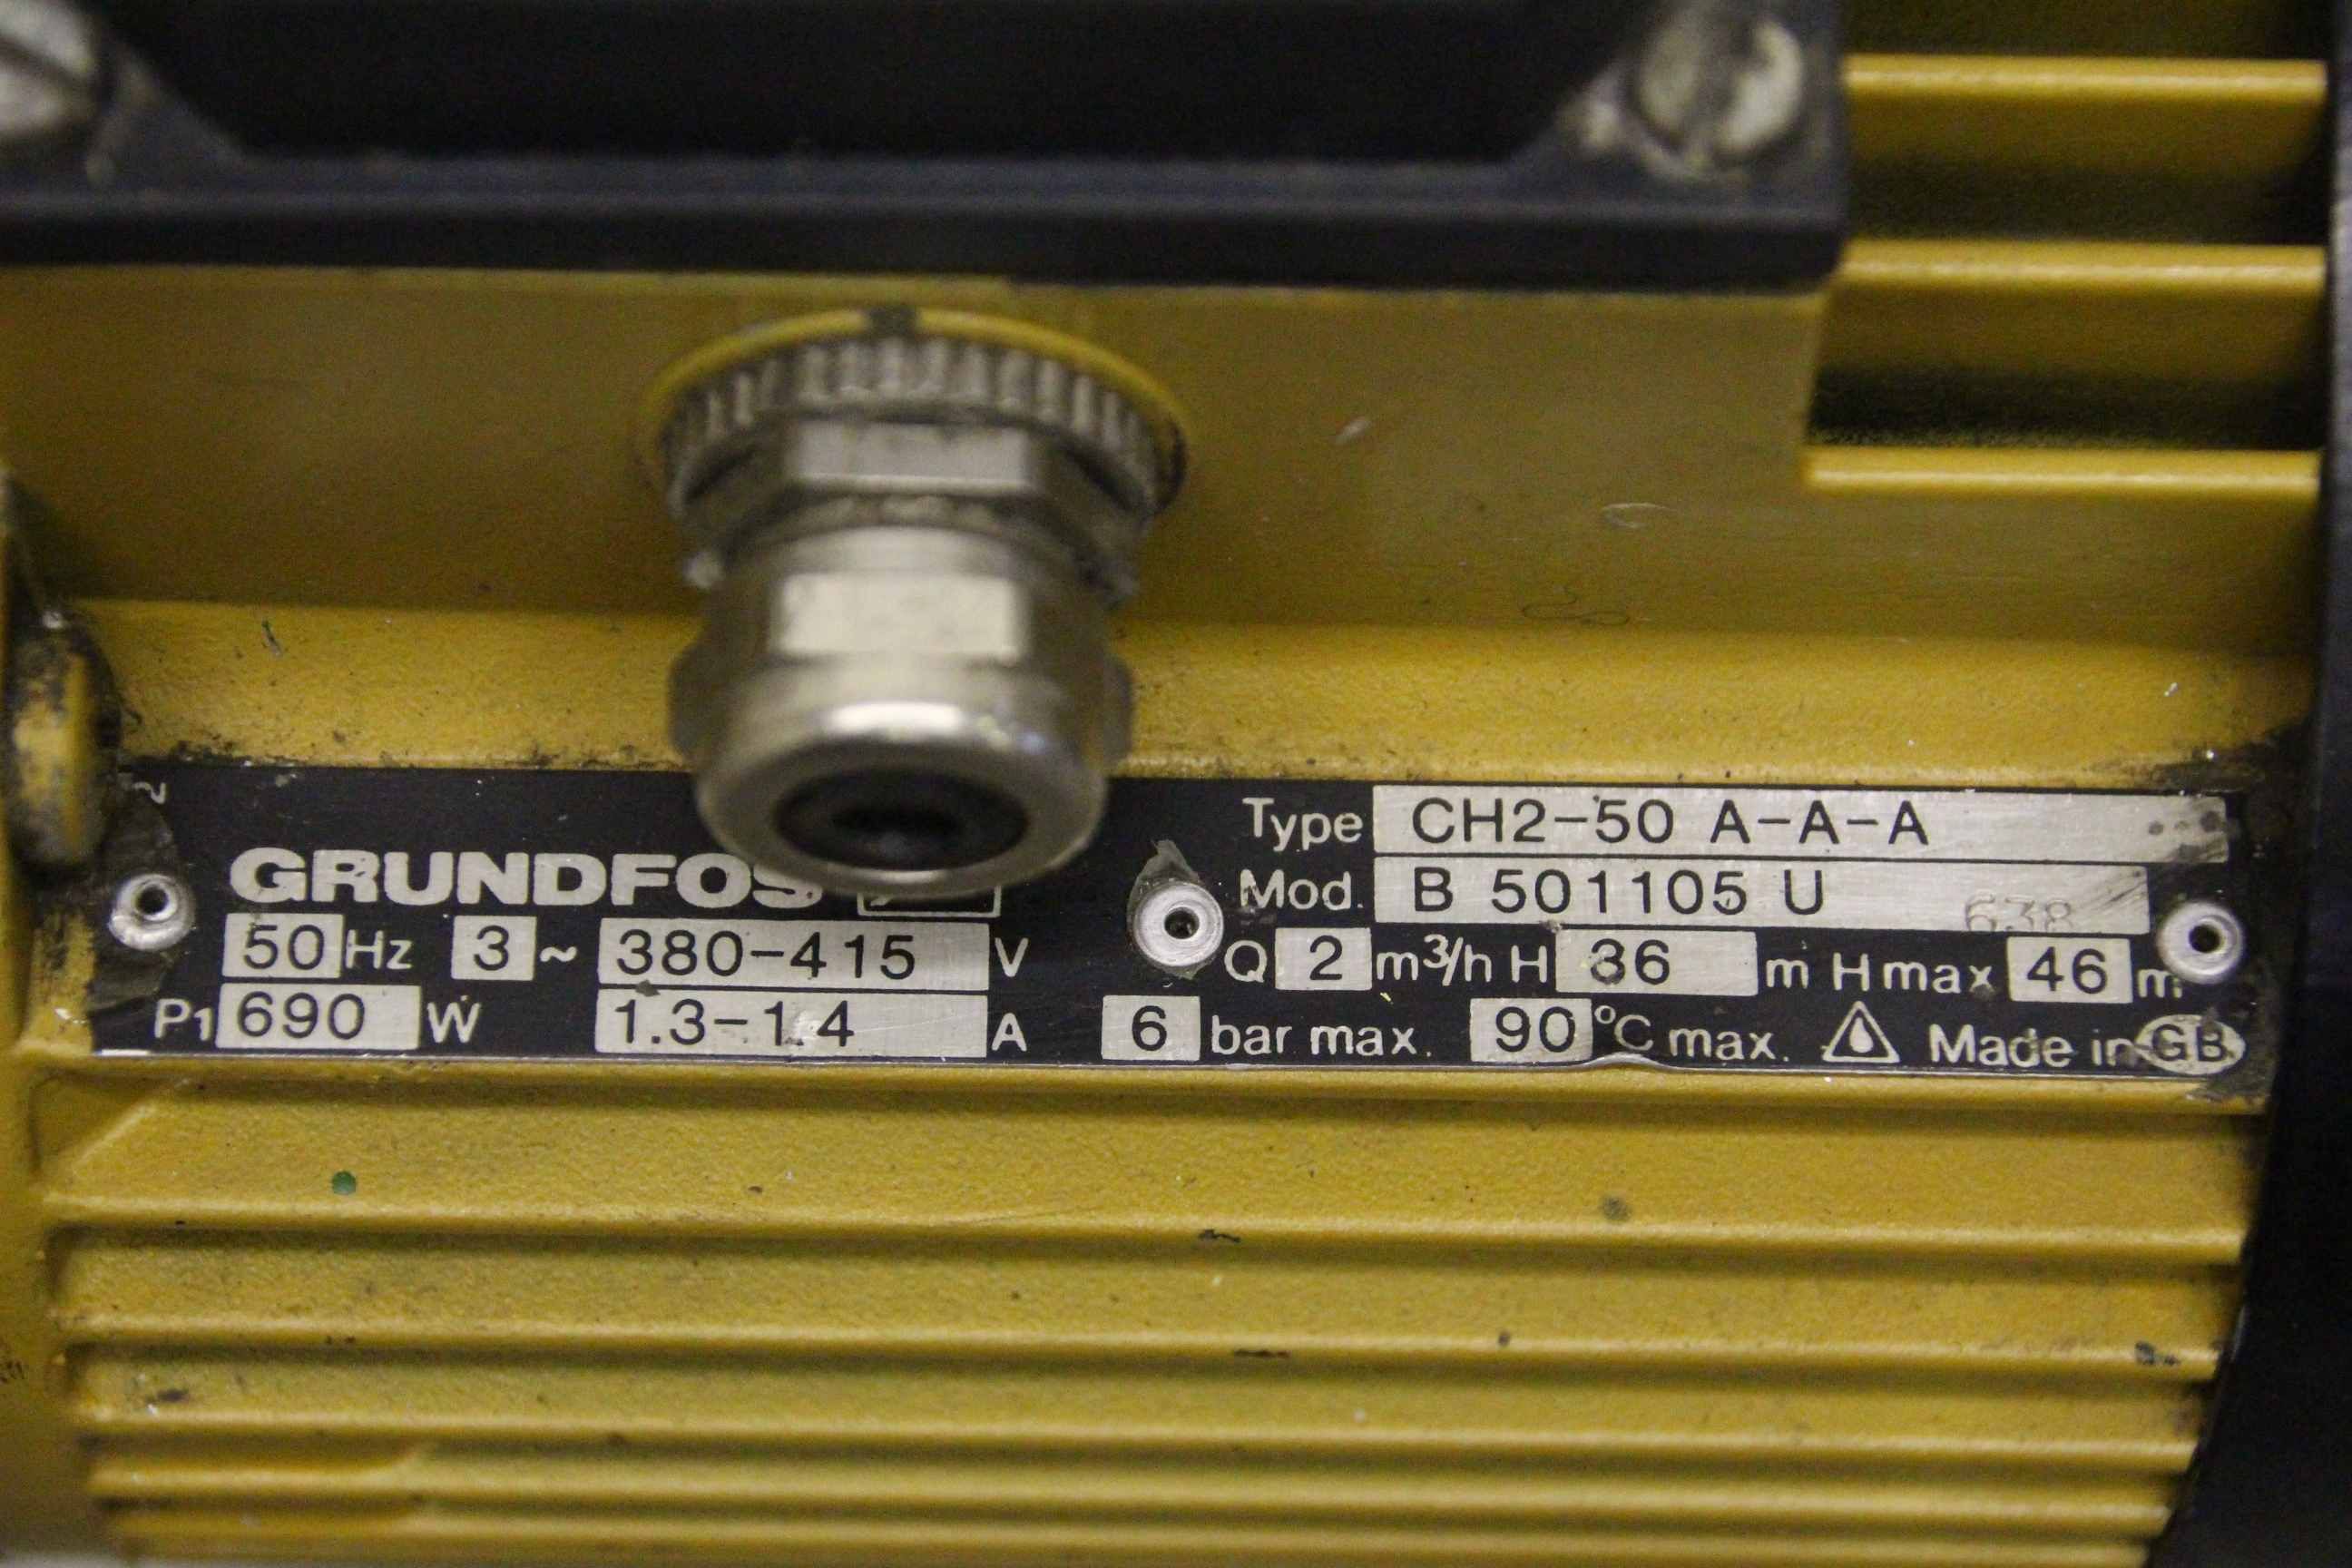 GRUNDFOS
50 Hz 3 ~ 380-415 V
P1 690 W 1.3-1.4 A
Type CH2-50 A-A-A
Mod. B 501105 U 638
Q 2 m³/h H 36 m H max 46 m
6 bar max. 90 °C max. Made in GB